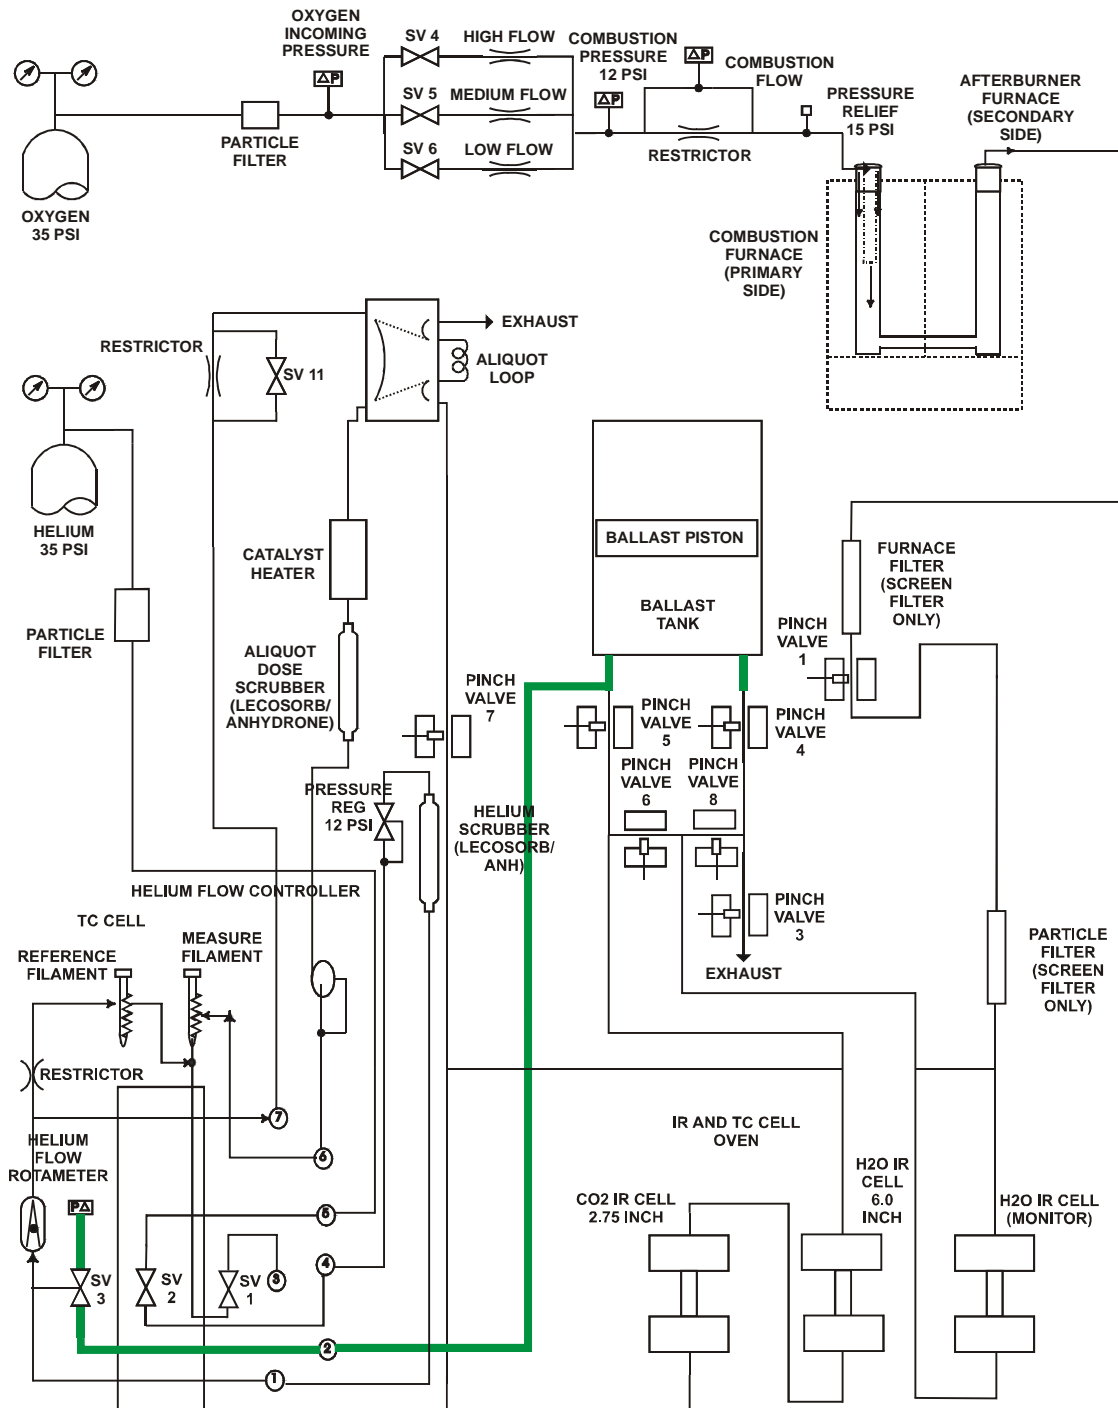 OXYGEN
INCOMING
PRESSURE
ΔP
SV 4
HIGH FLOW
SV 5
MEDIUM FLOW
SV 6
LOW FLOW
COMBUSTION
PRESSURE
12 PSI
ΔP
ΔP
COMBUSTION
FLOW
RESTRICTOR
PRESSURE
RELIEF
15 PSI
AFTERBURNER
FURNACE
(SECONDARY
SIDE)
PARTICLE
FILTER
OXYGEN
35 PSI
COMBUSTION
FURNACE
(PRIMARY
SIDE)
EXHAUST
RESTRICTOR
SV 11
ALIQUOT
LOOP
HELIUM
35 PSI
CATALYST
HEATER
BALLAST PISTON
FURNACE
FILTER
(SCREEN
FILTER
ONLY)
BALLAST
TANK
PARTICLE
FILTER
ALIQUOT
DOSE
SCRUBBER
(LECOSORB/
ANHYDRONE)
PINCH
VALVE
7
PINCH
VALVE
1
PINCH
VALVE
5
PINCH
VALVE
4
PINCH
VALVE
6
PINCH
VALVE
8
PRESSURE
REG
12 PSI
HELIUM
SCRUBBER
(LECOSORB/
ANH)
HELIUM FLOW CONTROLLER
PINCH
VALVE
3
EXHAUST
TC CELL
REFERENCE
FILAMENT
MEASURE
FILAMENT
PARTICLE
FILTER
(SCREEN
FILTER
ONLY)
RESTRICTOR
7
HELIUM
FLOW
ROTAMETER
6
IR AND TC CELL
OVEN
PΔ
5
CO2 IR CELL
2.75 INCH
H2O IR
CELL
6.0
INCH
H2O IR CELL
(MONITOR)
SV
3
SV
2
SV
1
3
4
2
1